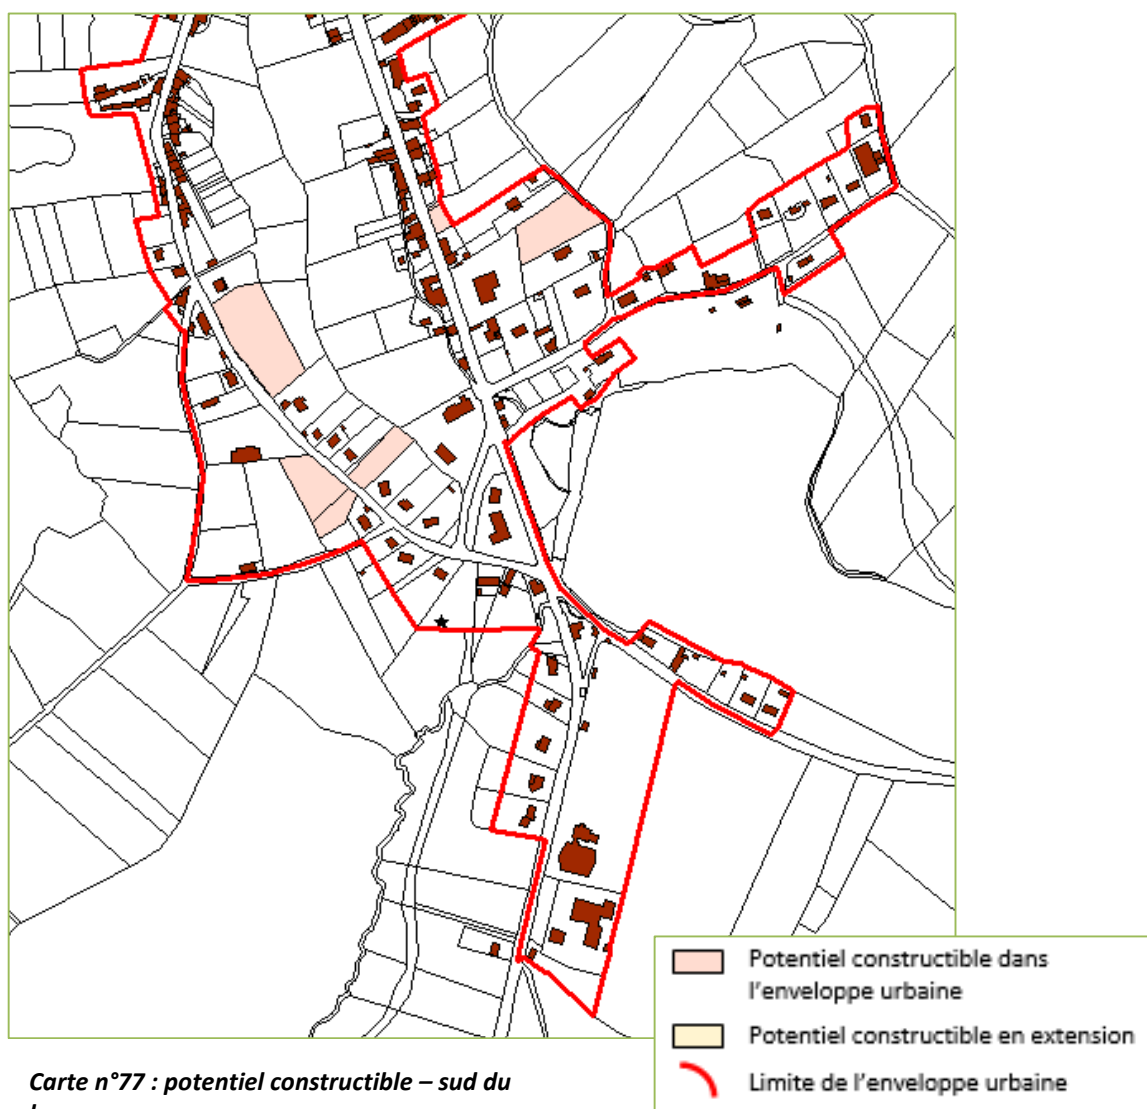 Potentiel constructible dans
l'enveloppe urbaine
Potentiel constructible en extension
Limite de l'enveloppe urbaine
Carte n°77 : potentiel constructible – sud du